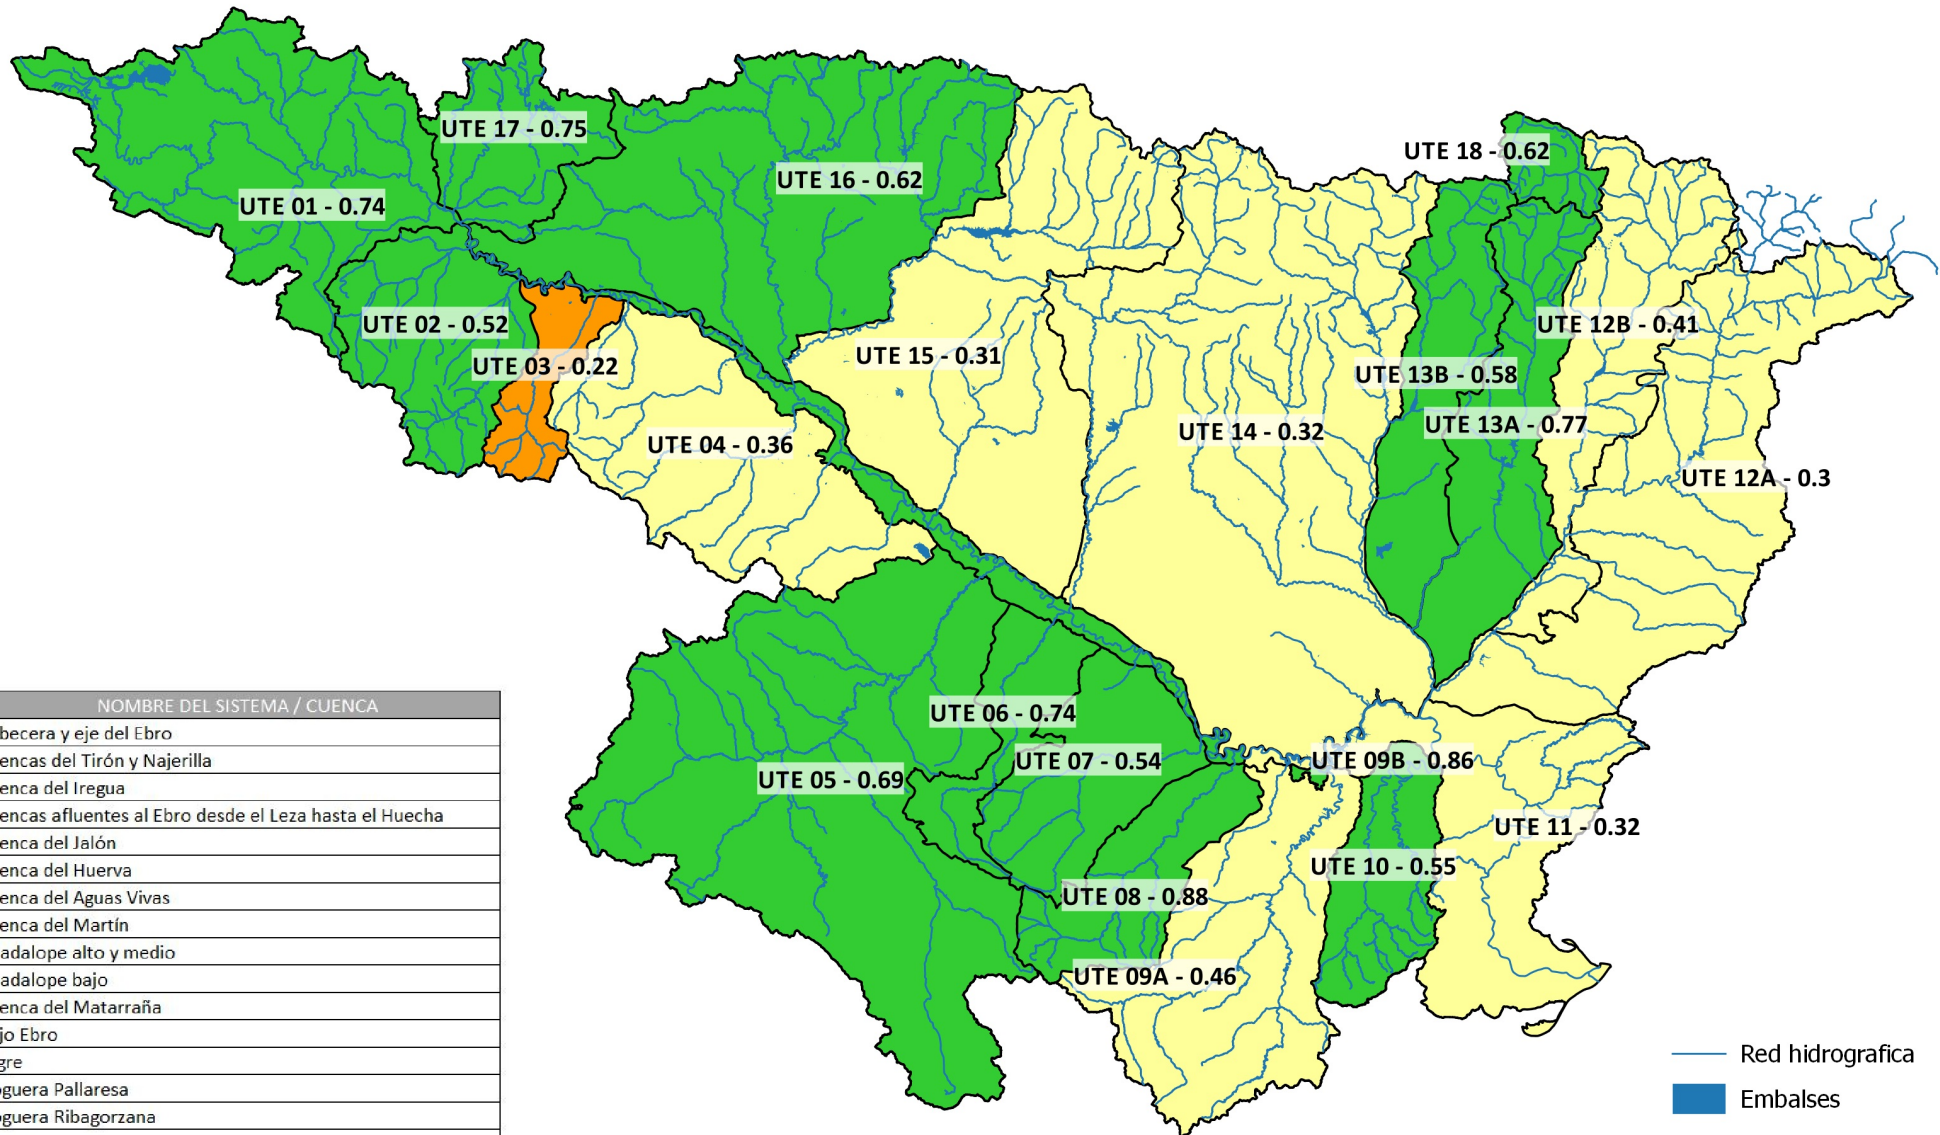 UTE 17 - 0.75
UTE 18 - 0.62
UTE 16 - 0.62
UTE 01 - 0.74
UTE 02 - 0.52
UTE 12B - 0.41
UTE 15 - 0.31
UTE 03 - 0.22
UTE 13B - 0.58
UTE 13A - 0.77
UTE 14 - 0.32
UTE 04 - 0.36
UTE 12A - 0.3
UTE 06 - 0.74
UTE 07 - 0.54
UTE 09B - 0.86
UTE 05 - 0.69
UTE 11 - 0.32
UTE 10 - 0.55
UTE 08 - 0.88
UTE 09A - 0.46
NOMBRE DEL SISTEMA / CUENCA
becera y eje del Ebro
encas del Tirón y Najerilla
enca del Iregua
encas afluentes al Ebro desde el Leza hasta el Huecha
enca del Jalón
enca del Huerva
enca del Aguas Vivas
enca del Martín
adalope alto y medio
adalope bajo
enca del Matarraña
jo Ebro
gre
guera Pallaresa
guera Ribagorzana
Red hidrografica
Embalses